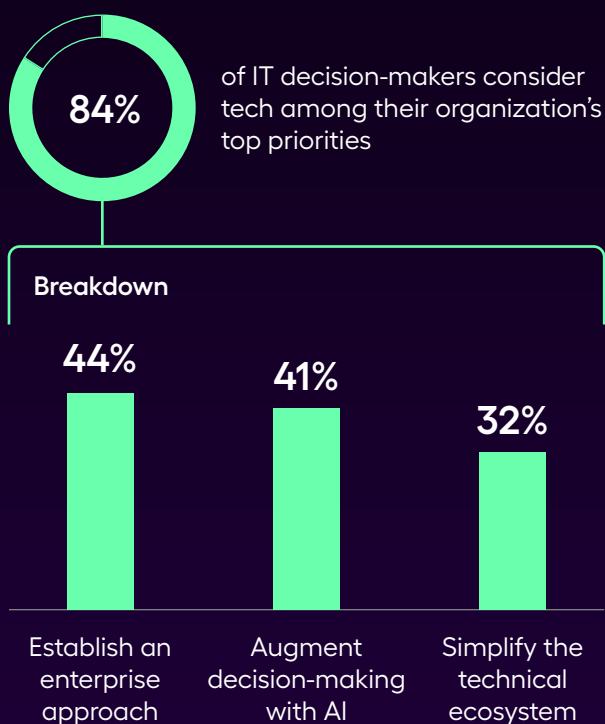 84%
of IT decision-makers consider
tech among their organization’s
top priorities
Breakdown
44%
41%
32%
Establish an
enterprise
approach
Augment
decision-making
with AI
Simplify the
technical
ecosystem